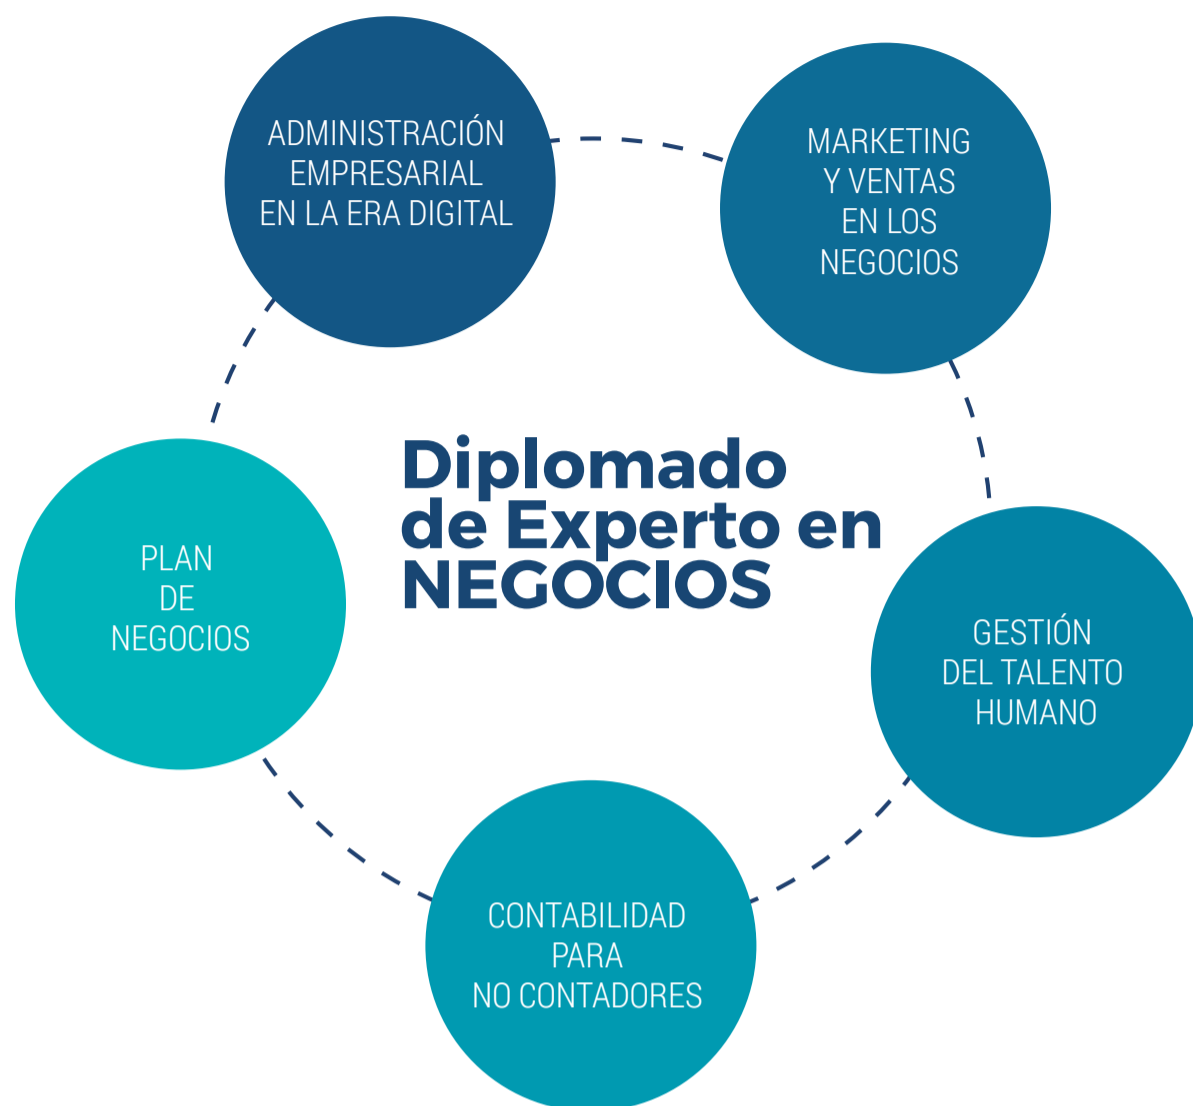 ADMINISTRACIÓN
EMPRESARIAL
EN LA ERA DIGITAL
MARKETING
Y VENTAS
EN LOS
NEGOCIOS
Diplomado
de Experto en
NEGOCIOS
PLAN
DE
NEGOCIOS
GESTIÓN
DEL TALENTO
HUMANO
CONTABILIDAD
PARA
NO CONTADORES